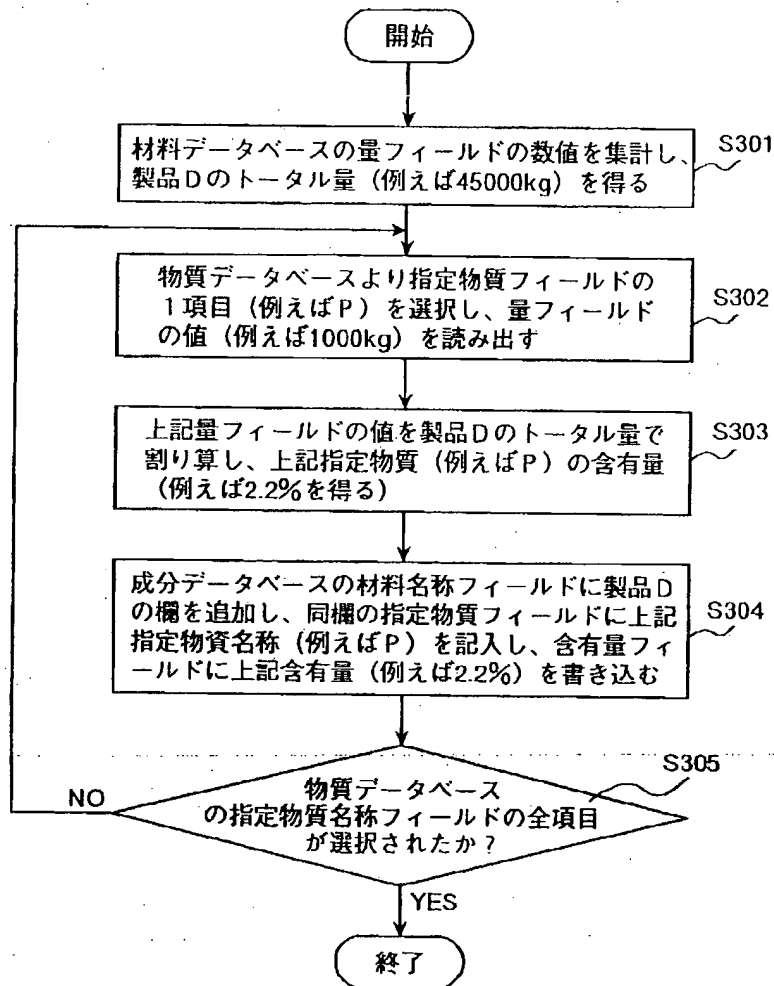 開始
材料データベースの量フィールドの数値を集計し、
製品Dのトータル量（例えば45000kg）を得る
S301
物質データベースより指定物質フィールドの
１項目（例えばP）を選択し、量フィールド
の値（例えば1000kg）を読み出す
S302
上記量フィールドの値を製品Dのトータル量で
割り算し、上記指定物質（例えばP）の含有量
（例えば2.2%を得る）
S303
成分データベースの材料名称フィールドに製品D
の欄を追加し、同欄の指定物質フィールドに上記
指定物資名称（例えばP）を記入し、含有量フィ
ールドに上記含有量（例えば2.2%）を書き込む
S304
物質データベース
の指定物質名称フィールドの全項目
が選択されたか？
S305
NO
YES
終了